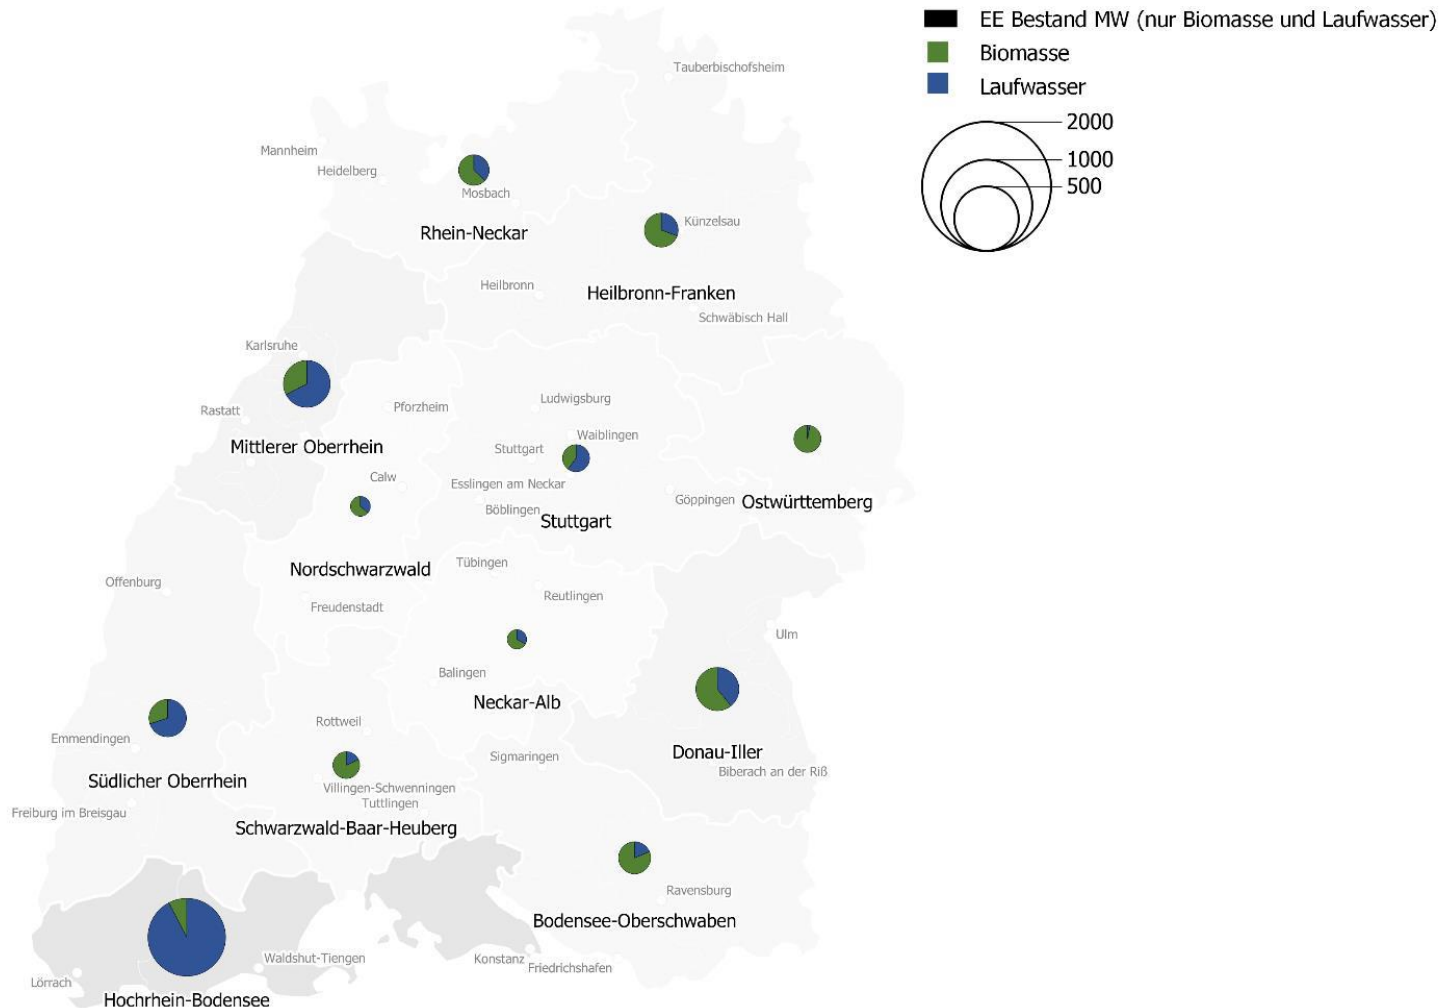 EE Bestand MW (nur Biomasse und Laufwasser)
Biomasse
Laufwasser
2000
1000
500
Tauberbischofsheim
Mannheim
Heidelberg
Mosbach
Rhein-Neckar
Künzelsau
Heilbronn
Heilbronn-Franken
Schwäbisch Hall
Karlsruhe
Rastatt
Pforzheim
Ludwigsburg
Mittlerer Oberrhein
Stuttgart
Waiblingen
Calw
Esslingen am Neckar
Böblingen
Stuttgart
Göppingen
Ostwürttemberg
Nordschwarzwald
Tübingen
Offenburg
Freudenstadt
Reutlingen
Ulm
Balingen
Neckar-Alb
Rottweil
Emmendingen
Sigmaringen
Donau-Iller
Biberach an der Riß
Südlicher Oberrhein
Villingen-Schwenningen
Tuttlingen
Freiburg im Breisgau
Schwarzwald-Baar-Heuberg
Ravensburg
Bodensee-Oberschwaben
Waldshut-Tiengen
Konstanz
Friedrichshafen
Lörrach
Hochrhein-Bodensee